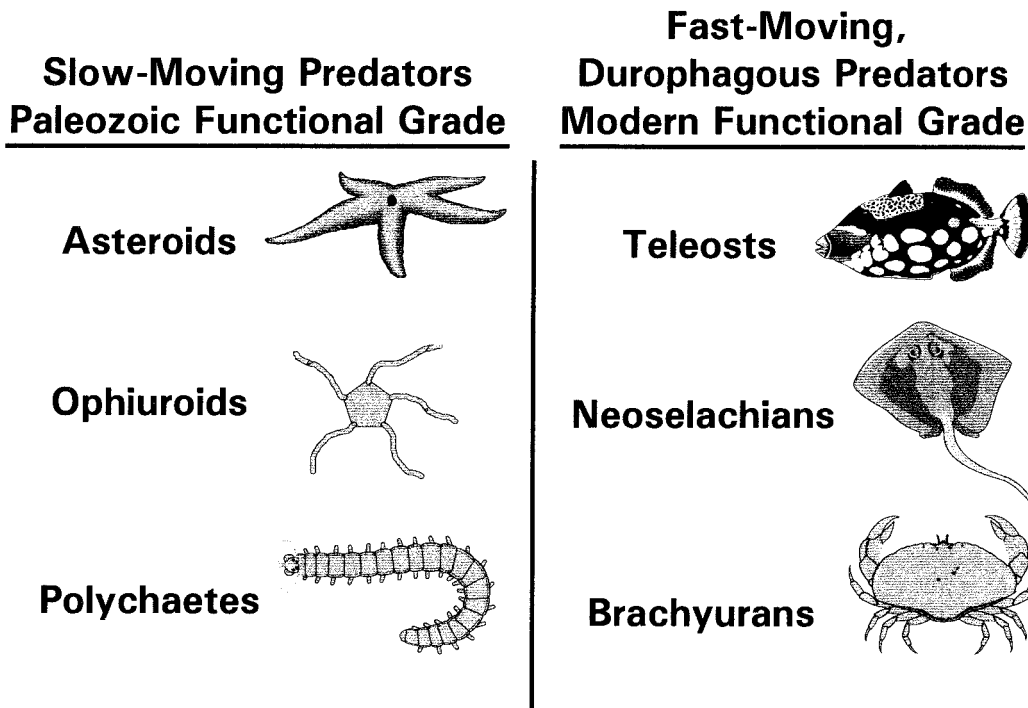 Slow-Moving Predators
Paleozoic Functional Grade
Asteroids
Ophiuroids
Polychaetes
Fast-Moving,
Durophagous Predators
Modern Functional Grade
Teleosts
Neoselachians
Brachyurans